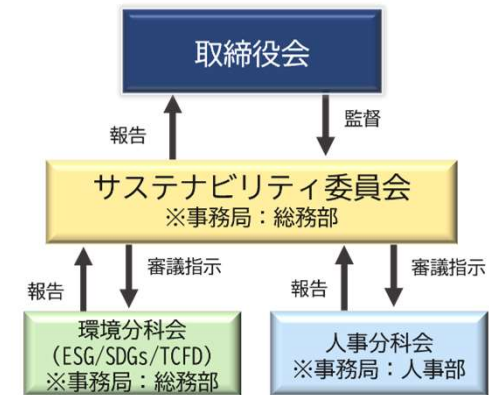 取締役会
報告
監督
サステナビリティ委員会
※事務局：総務部
報告
審議指示
報告
審議指示
環境分科会
（ESG/SDGs/TCFD）
※事務局：総務部
人事分科会
※事務局：人事部